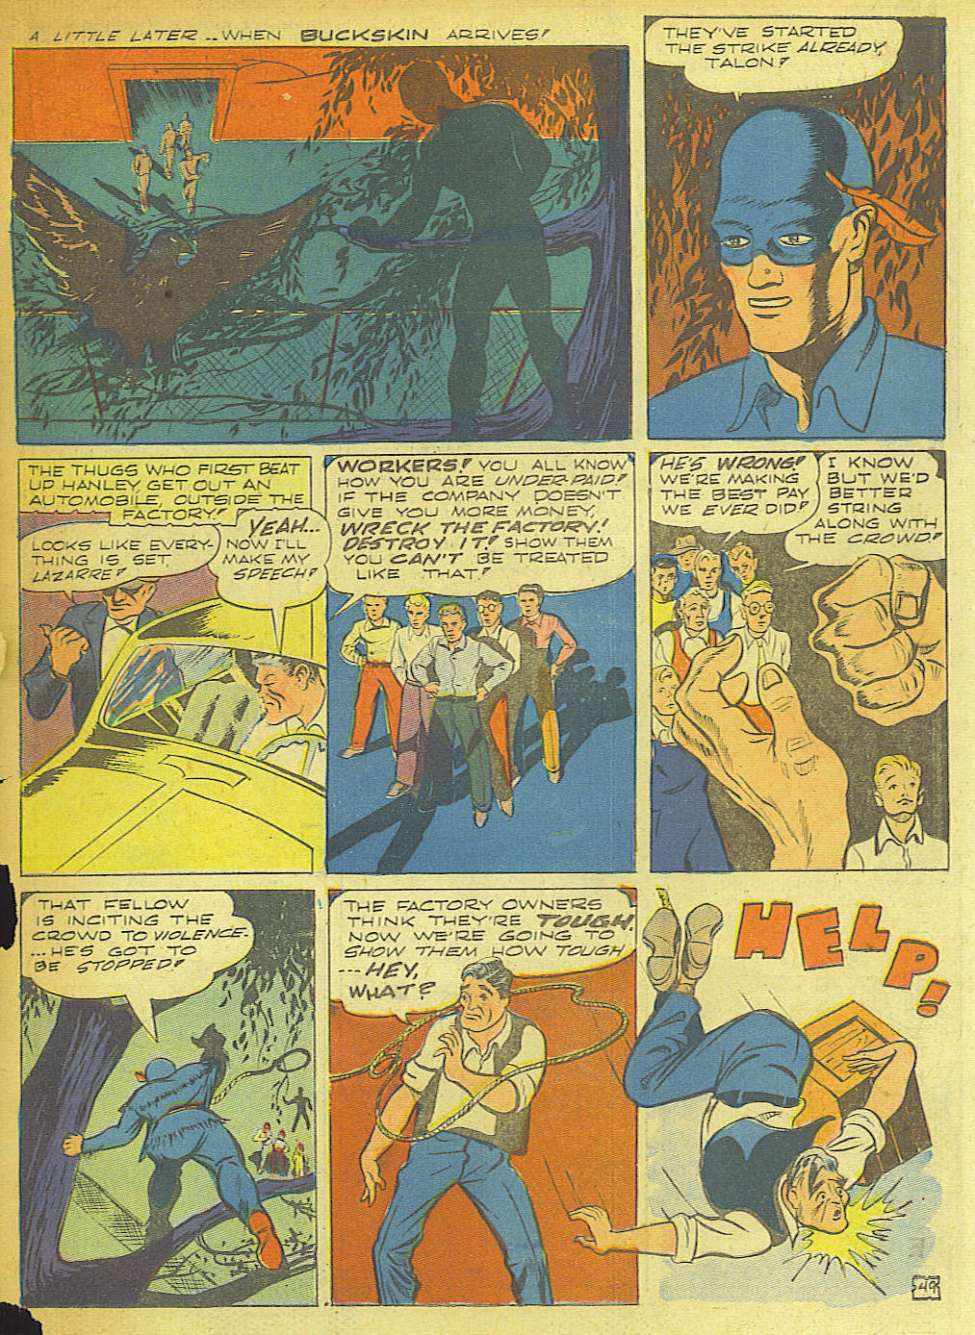 A LITTLE LATER -- WHEN BUCKSKIN ARRIVES!
THEY'VE STARTED
THE STRIKE ALREADY,
TALON!
THE THUGS WHO FIRST BEAT
UP HANLEY, GET OUT AN
AUTOMOBILE, OUTSIDE THE
FACTORY!
LOOKS LIKE EVERY-
THING IS SET,
LAZARRE!
YEAH...
NOW I'LL
MAKE MY
SPEECH!
WORKERS! YOU ALL KNOW
HOW YOU ARE UNDER-PAID!
IF THE COMPANY DOESN'T
GIVE YOU MORE MONEY,
WRECK THE FACTORY!
DESTROY IT! SHOW THEM
YOU CAN'T BE TREATED
LIKE THAT!
HE'S WRONG!
WE'RE MAKING
THE BEST PAY
WE EVER DID!
I KNOW
BUT WE'D
BETTER
STRING
ALONG WITH
THE CROWD!
THAT FELLOW
IS INCITING THE
CROWD TO VIOLENCE.
...HE'S GOT TO
BE STOPPED!
THE FACTORY OWNERS
THINK THEY'RE TOUGH.
NOW WE'RE GOING TO
SHOW THEM HOW TOUGH
---HEY,
WHAT?
HELP!
49